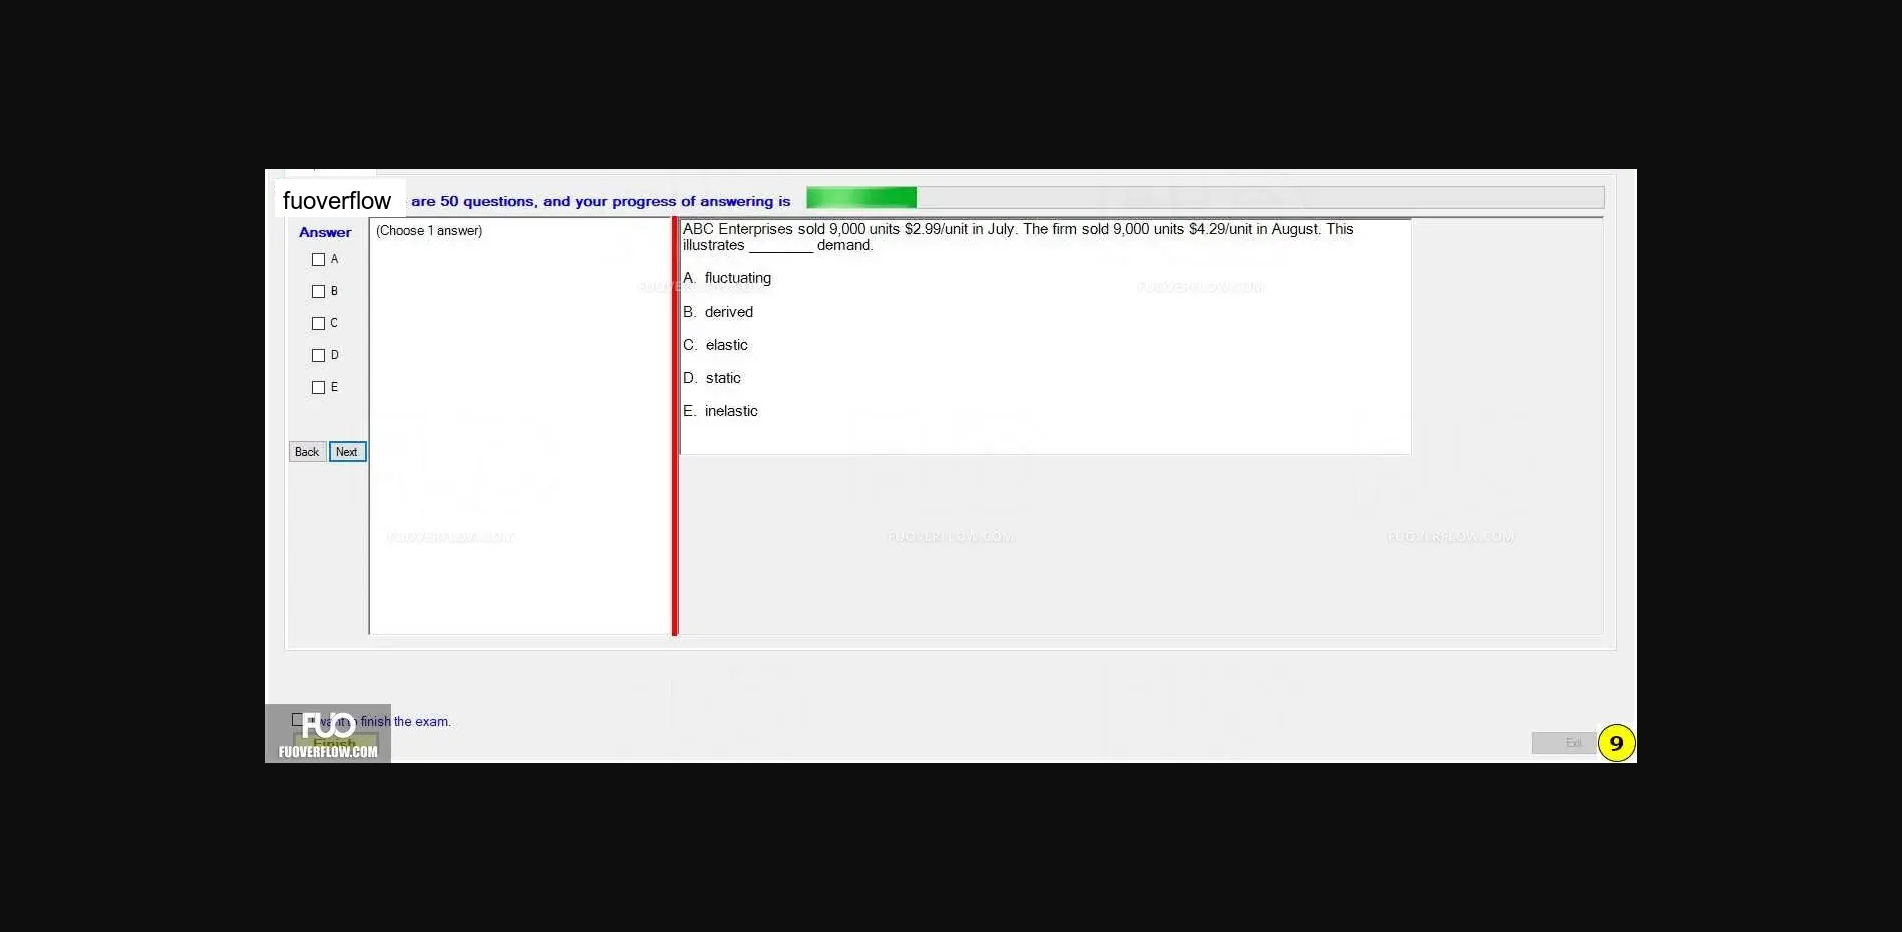 fuoverflow are 50 questions, and your progress of answering is
Answer
(Choose 1 answer)
A
B
C
D
E
Back Next
ABC Enterprises sold 9,000 units $2.99/unit in July. The firm sold 9,000 units $4.29/unit in August. This
illustrates ________ demand.
A. fluctuating
B. derived
C. elastic
D. static
E. inelastic
FUOVERFLOW.COM
FUOVERFLOW.COM
FUOVERFLOW.COM
FUOVERFLOW.COM
I want to finish the exam.
Finish
FUO
FUOVERFLOW.COM
Exit
9